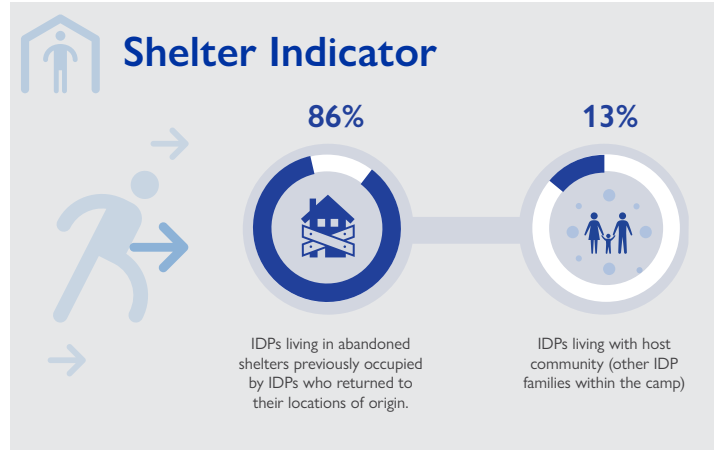 Shelter Indicator
86%
13%
IDPs living in abandoned
shelters previously occupied
by IDPs who returned to
their locations of origin.
IDPs living with host
community (other IDP
families within the camp)